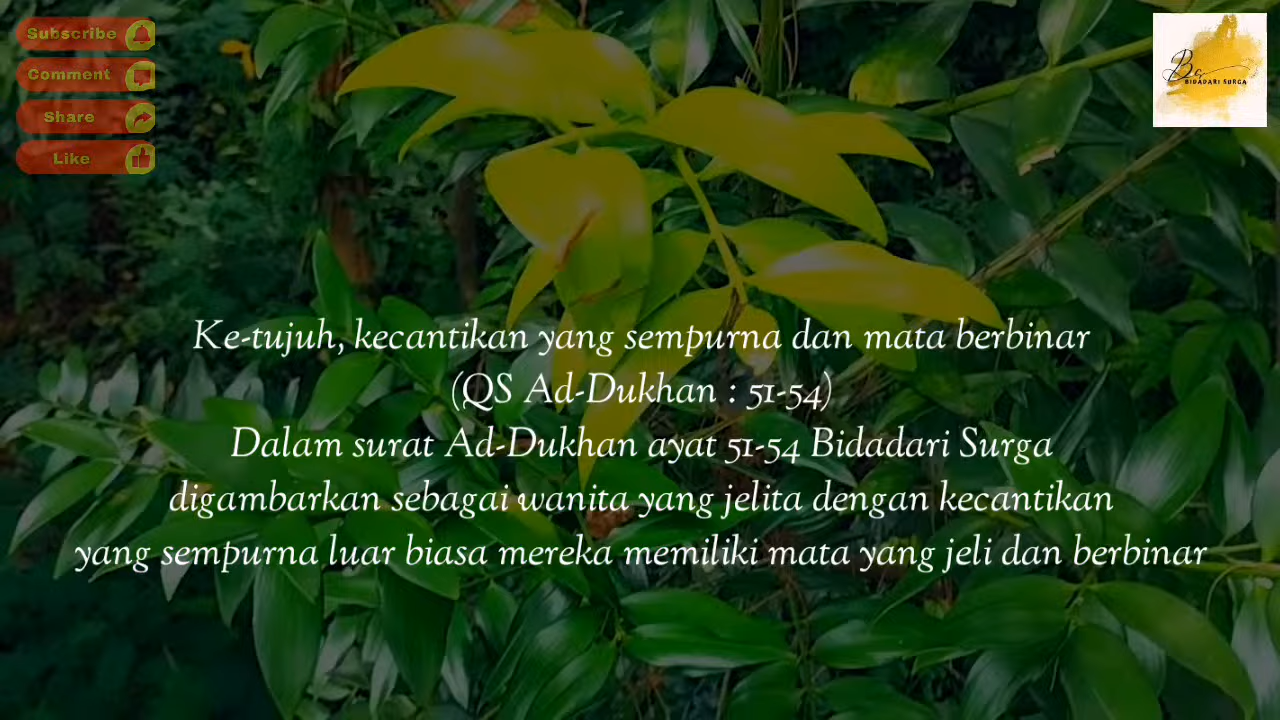 Subscribe
Comment
Share
Like
Bs
BIDADARI SURGA
Ke-tujuh, kecantikan yang sempurna dan mata berbinar
(QS Ad-Dukhan : 51-54)
Dalam surat Ad-Dukhan ayat 51-54 Bidadari Surga
digambarkan sebagai wanita yang jelita dengan kecantikan
yang sempurna luar biasa mereka memiliki mata yang jeli dan berbinar